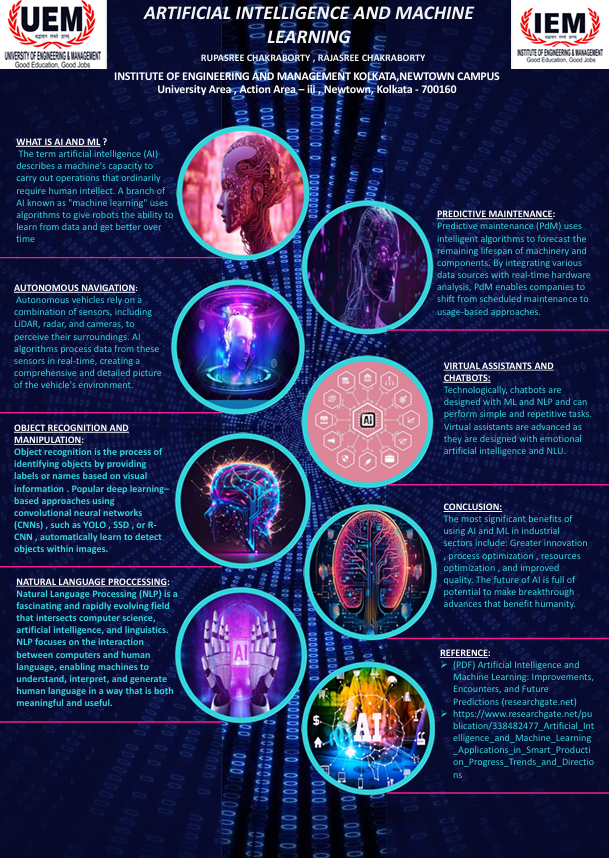 UEM
UNIVERSITY OF ENGINEERING & MANAGEMENT
Good Education, Good Jobs
ARTIFICIAL INTELLIGENCE AND MACHINE
LEARNING
RUPASREE CHAKRABORTY , RAJASREE CHAKRABORTY
INSTITUTE OF ENGINEERING AND MANAGEMENT KOLKATA,NEWTOWN CAMPUS
University Area , Action Area – iii , Newtown, Kolkata - 700160
IEM
INSTITUTE OF ENGINEERING & MANAGEMENT
Good Education, Good Jobs
WHAT IS AI AND ML ?
The term artificial intelligence (AI)
describes a machine's capacity to
carry out operations that ordinarily
require human intellect. A branch of
AI known as "machine learning" uses
algorithms to give robots the ability to
learn from data and get better over
time
PREDICTIVE MAINTENANCE:
Predictive maintenance (PdM) uses
intelligent algorithms to forecast the
remaining lifespan of machinery and
components. By integrating various
data sources with real-time hardware
analysis, PdM enables companies to
shift from scheduled maintenance to
usage-based approaches.
AUTONOMOUS NAVIGATION:
Autonomous vehicles rely on a
combination of sensors, including
LiDAR, radar, and cameras, to
perceive their surroundings. AI
algorithms process data from these
sensors in real-time, creating a
comprehensive and detailed picture
of the vehicle's environment.
VIRTUAL ASSISTANTS AND
CHATBOTS:
Technologically, chatbots are
designed with ML and NLP and can
perform simple and repetitive tasks.
Virtual assistants are advanced as
they are designed with emotional
artificial intelligence and NLU.
AI
OBJECT RECOGNITION AND
MANIPULATION:
Object recognition is the process of
identifying objects by providing
labels or names based on visual
information . Popular deep learning–
based approaches using
convolutional neural networks
(CNNs) , such as YOLO , SSD , or R-
CNN , automatically learn to detect
objects within images.
CONCLUSION:
The most significant benefits of
using AI and ML in industrial
sectors include: Greater innovation
, process optimization , resources
optimization , and improved
quality. The future of AI is full of
potential to make breakthrough
advances that benefit humanity.
NATURAL LANGUAGE PROCCESSING:
Natural Language Processing (NLP) is a
fascinating and rapidly evolving field
that intersects computer science,
artificial intelligence, and linguistics.
NLP focuses on the interaction
between computers and human
language, enabling machines to
understand, interpret, and generate
human language in a way that is both
meaningful and useful.
AI
AI
REFERENCE:
➢ (PDF) Artificial Intelligence and
Machine Learning: Improvements,
Encounters, and Future
Predictions (researchgate.net)
➢ https://www.researchgate.net/pu
blication/338482477_Artificial_Int
elligence_and_Machine_Learning
_Applications_in_Smart_Producti
on_Progress_Trends_and_Directio
ns